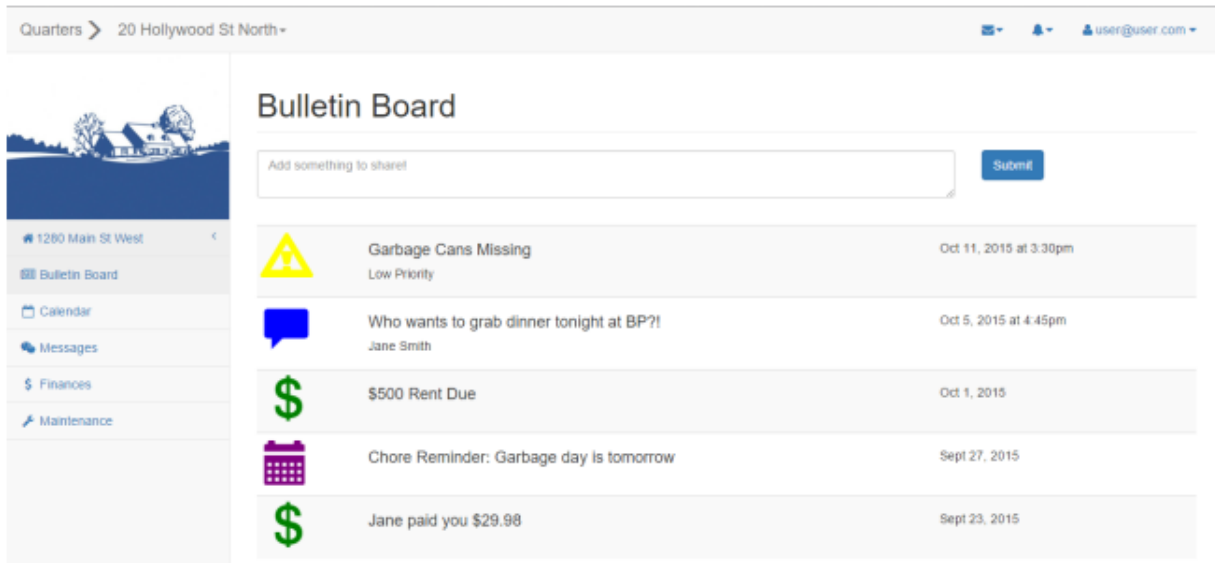 Quarters 20 Hollywood St North
user@user.com
Bulletin Board
Add something to share!
Submit
1280 Main St West
Bulletin Board
Calendar
Messages
$ Finances
Maintenance
Garbage Cans Missing
Oct 11, 2015 at 3:30pm
Low Priority
Who wants to grab dinner tonight at BP?!
Oct 5, 2015 at 4:45pm
Jane Smith
$
$500 Rent Due
Oct 1, 2015
Chore Reminder: Garbage day is tomorrow
Sept 27, 2015
$
Jane paid you $29.98
Sept 23, 2015